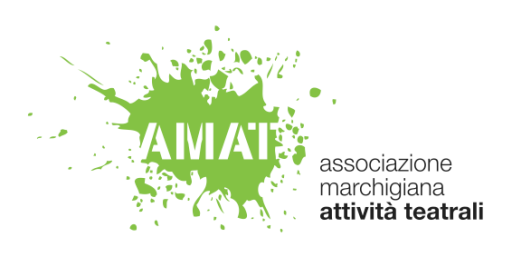 AMAT
associazione
marchigiana
attività teatrali